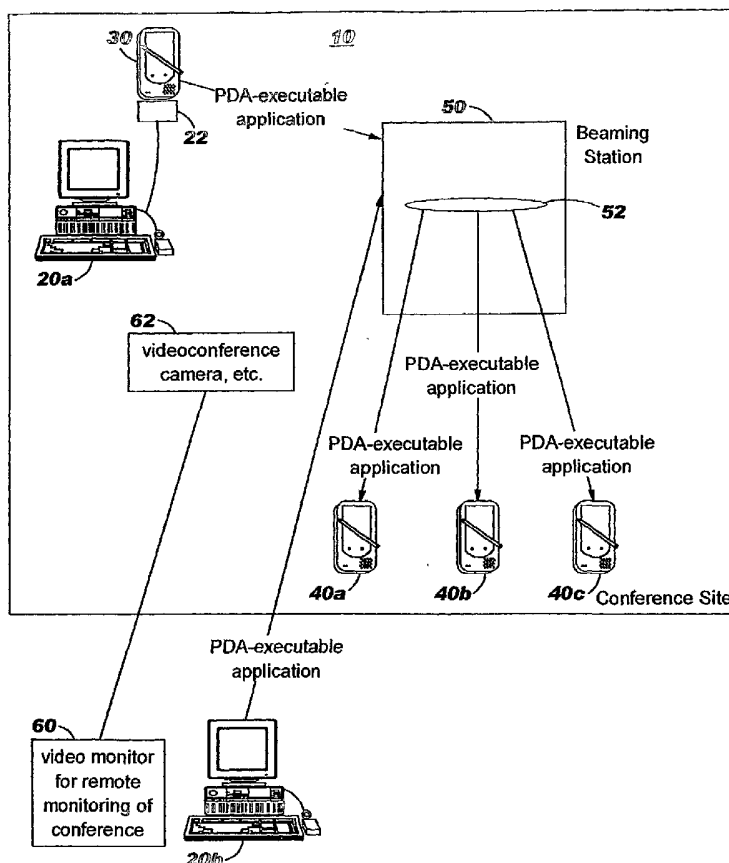 30
10
PDA-executable
application
22
50
Beaming
Station
52
20a
62
videoconference
camera, etc.
PDA-executable
application
PDA-executable
application
PDA-executable
application
40a
40b
40c
Conference Site
PDA-executable
application
60
video monitor
for remote
monitoring of
conference
20b